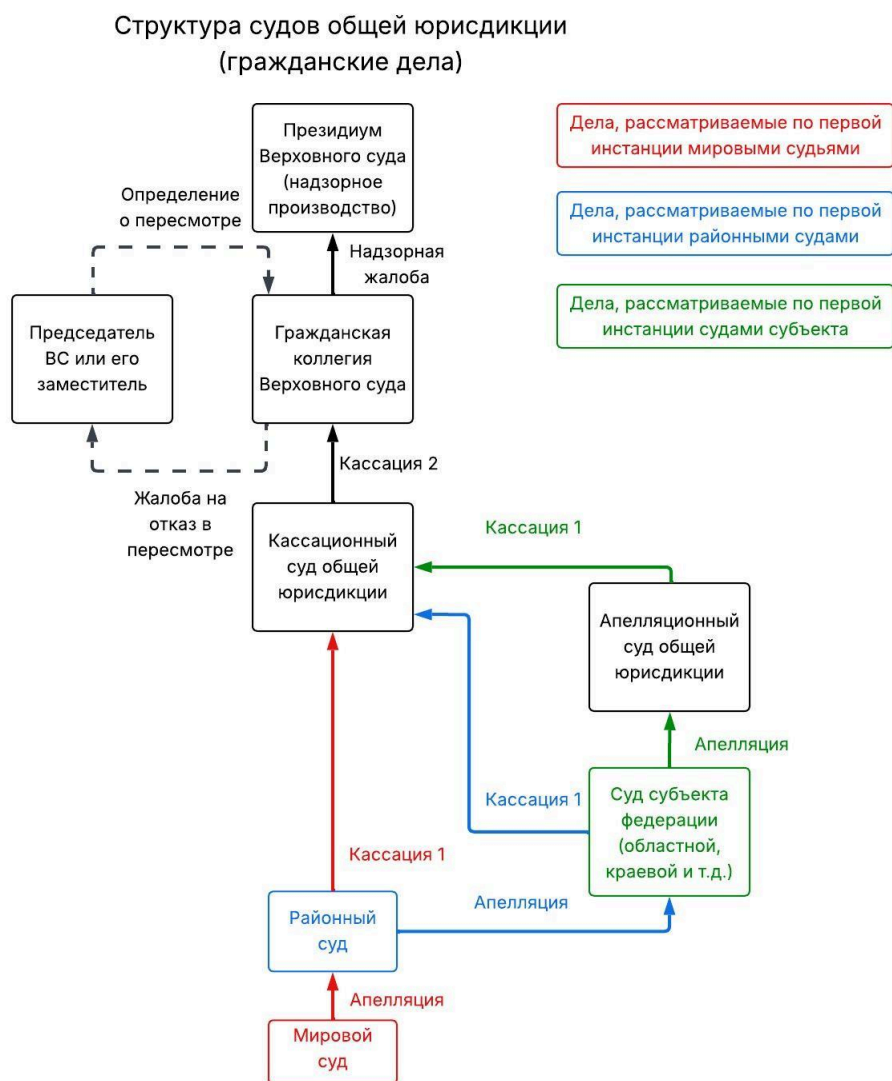 Структура судов общей юрисдикции
(гражданские дела)
Президиум
Верховного суда
(надзорное
производство)
Дела, рассматриваемые по первой
инстанции мировыми судьями
Определение
о пересмотре
Дела, рассматриваемые по первой
инстанции районными судами
Надзорная
жалоба
Председатель
ВС или его
заместитель
Гражданская
коллегия
Верховного суда
Дела, рассматриваемые по первой
инстанции судами субъекта
Кассация 2
Жалоба на
отказ в
пересмотре
Кассационный
суд общей
юрисдикции
Кассация 1
Апелляционный
суд общей
юрисдикции
Апелляция
Кассация 1
Суд субъекта
федерации
(областной,
краевой и т.д.)
Кассация 1
Районный
суд
Апелляция
Апелляция
Мировой
суд